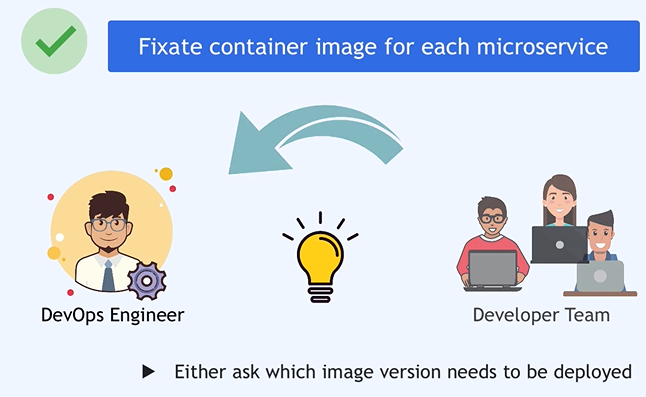 Fixate container image for each microservice
DevOps Engineer
Developer Team
Either ask which image version needs to be deployed